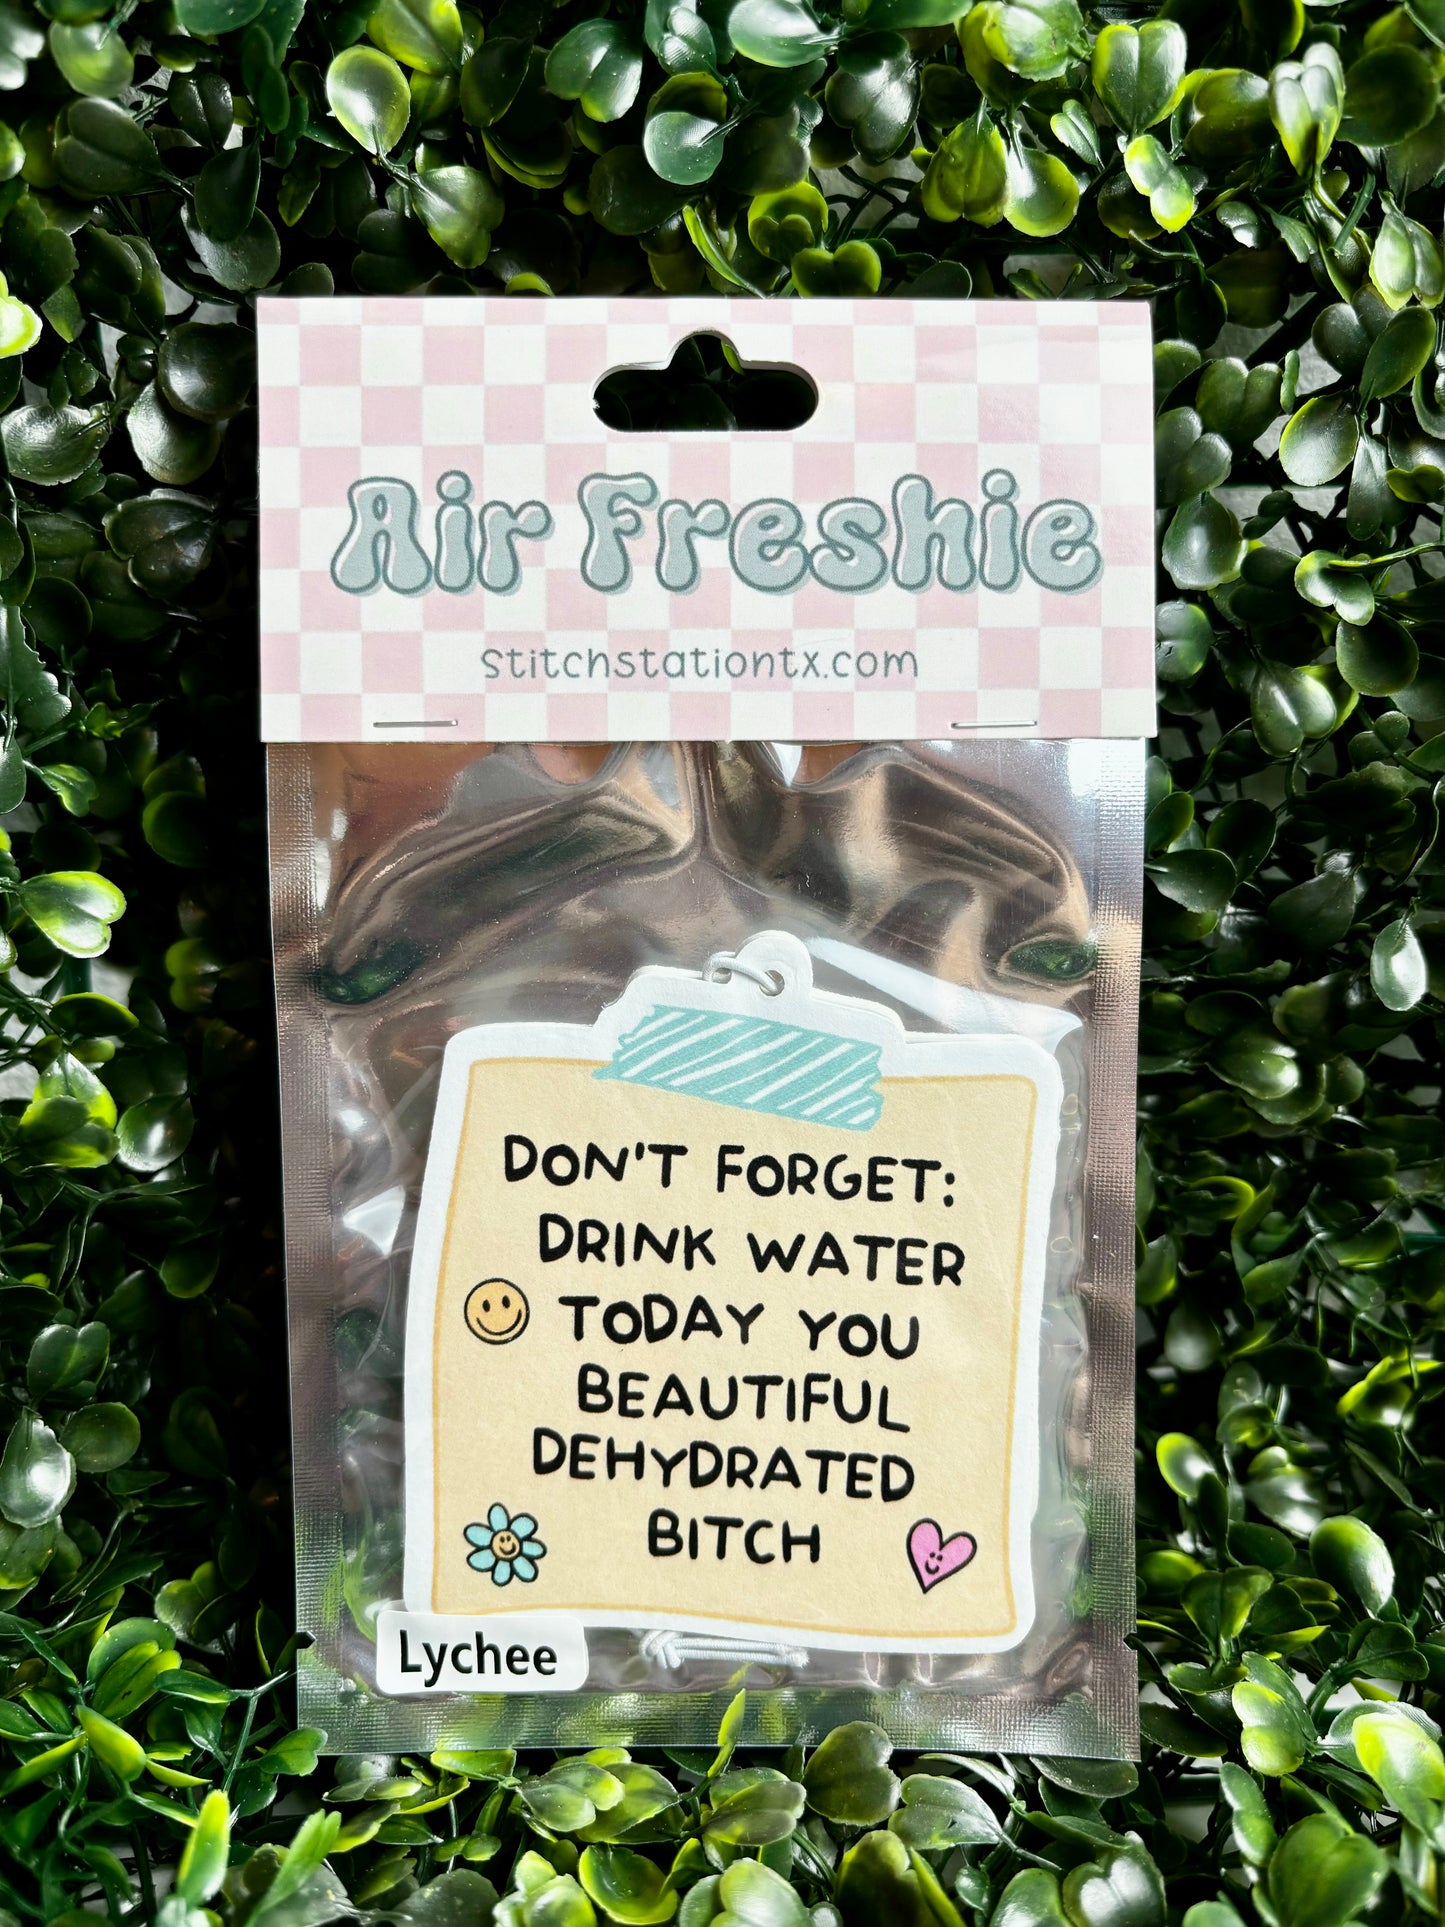 Air Freshie
stitchstationtx.com
DON'T FORGET:
DRINK WATER
TODAY YOU
BEAUTIFUL
DEHYDRATED
BITCH
Lychee